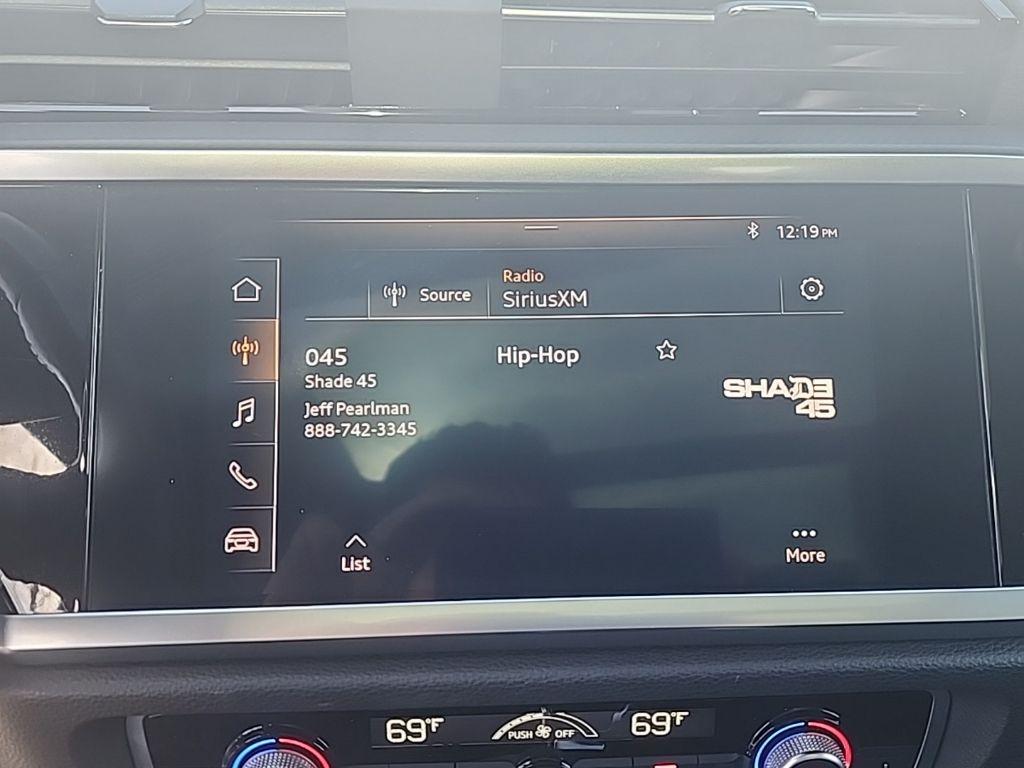 12:19 PM
Radio
Source SiriusXM
045 Hip-Hop
Shade 45
SHADE
45
Jeff Pearlman
888-742-3345
List
More
69°F PUSH OFF 69°F